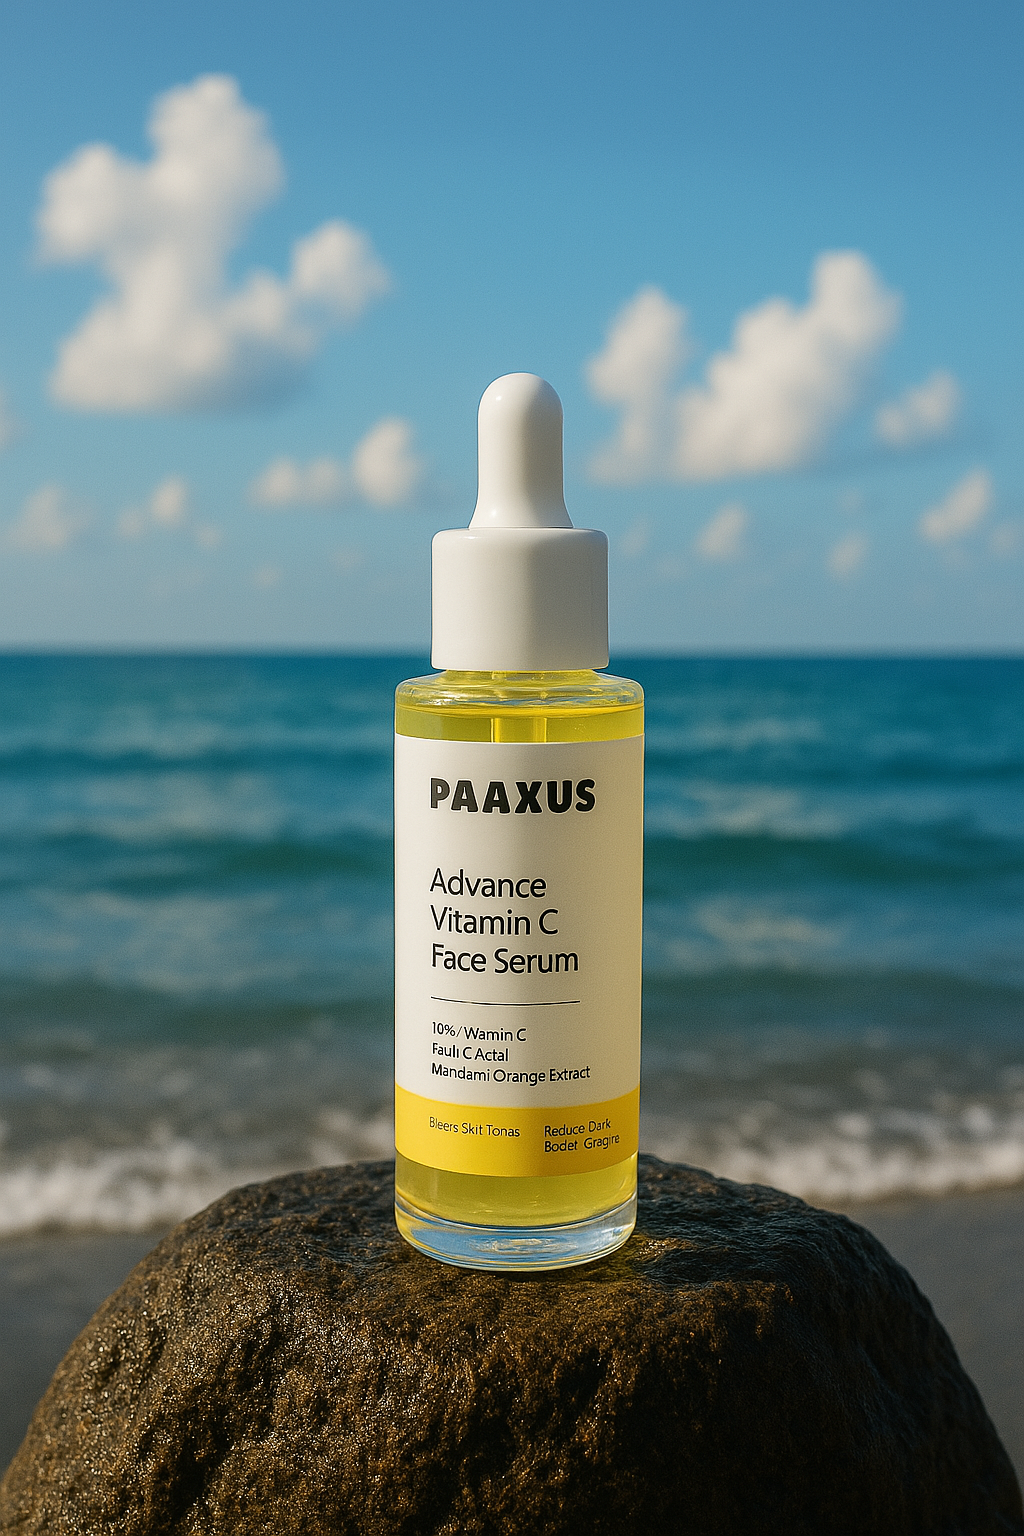 PAAXUS
Advance
Vitamin C
Face Serum
10% / Wamin C
Fauli C Actal
Mandami Orange Extract
Bleers Skit Tonas
Reduce Dark
Bodet Gragire